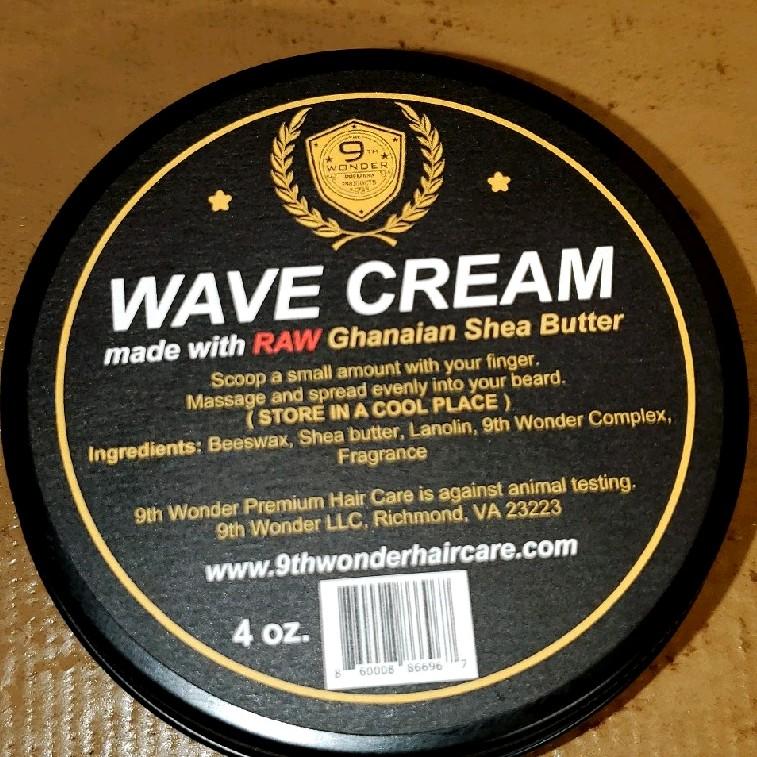 9TH
WONDER
WAVE CREAM
made with RAW Ghanaian Shea Butter
Scoop a small amount with your finger.
Massage and spread evenly into your beard.
( STORE IN A COOL PLACE )
Ingredients: Beeswax, Shea butter, Lanolin, 9th Wonder Complex,
Fragrance
9th Wonder Premium Hair Care is against animal testing.
9th Wonder LLC, Richmond, VA 23223
www.9thwonderhaircare.com
4 oz.
8 60008 86696 7